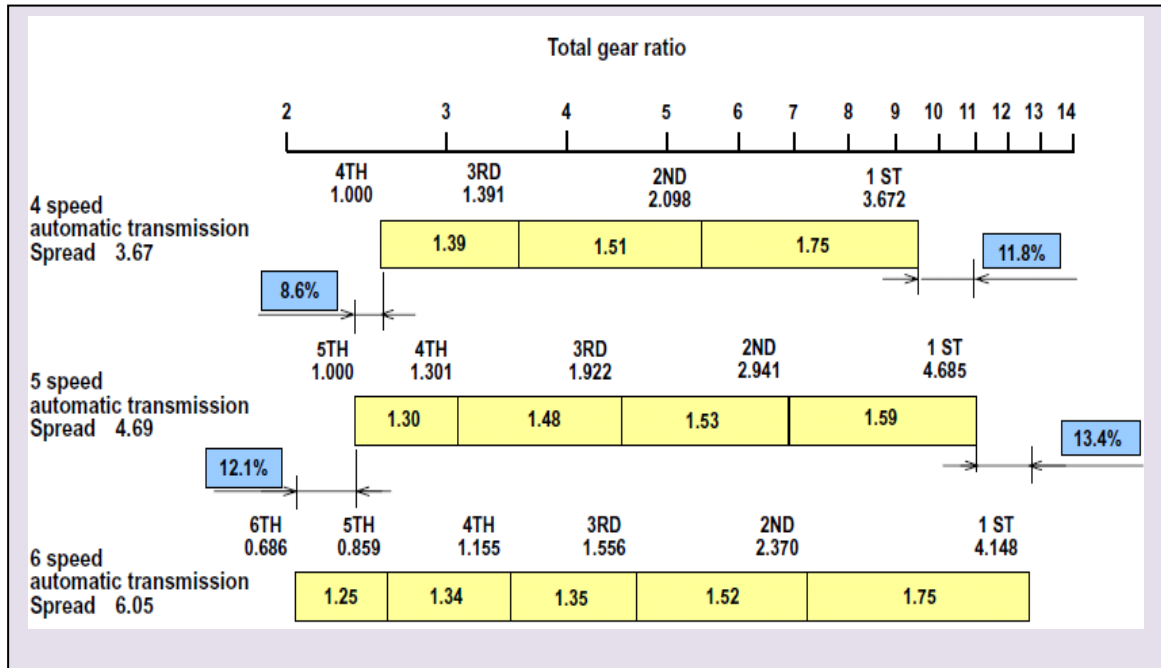 Total gear ratio
2 3 4 5 6 7 8 9 10 11 12 13 14
4TH 3RD 2ND 1 ST
1.000 1.391 2.098 3.672
4 speed
automatic transmission
Spread 3.67
1.39 1.51 1.75
11.8%
8.6%
5TH 4TH 3RD 2ND 1 ST
1.000 1.301 1.922 2.941 4.685
5 speed
automatic transmission
Spread 4.69
1.30 1.48 1.53 1.59
13.4%
12.1%
6TH 5TH 4TH 3RD 2ND 1 ST
0.686 0.859 1.155 1.556 2.370 4.148
6 speed
automatic transmission
Spread 6.05
1.25 1.34 1.35 1.52 1.75